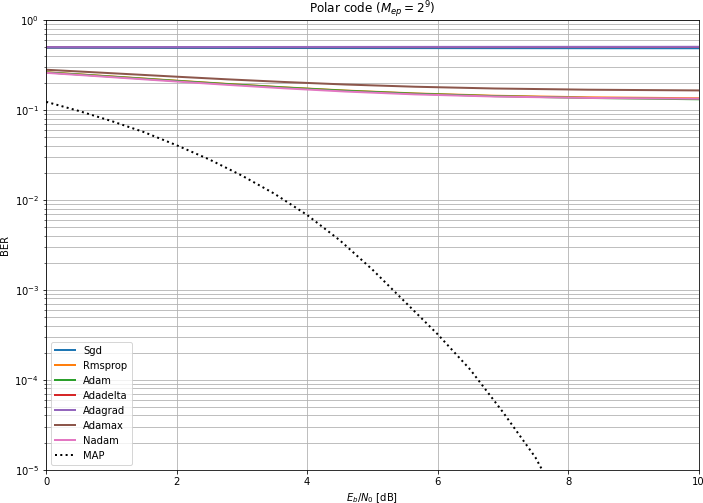 Polar code (M_ep = 2^9)
BER
10^0
10^-1
10^-2
10^-3
10^-4
10^-5
Sgd
Rmsprop
Adam
Adadelta
Adagrad
Adamax
Nadam
MAP
0 2 4 6 8 10
E_b/N_0 [dB]